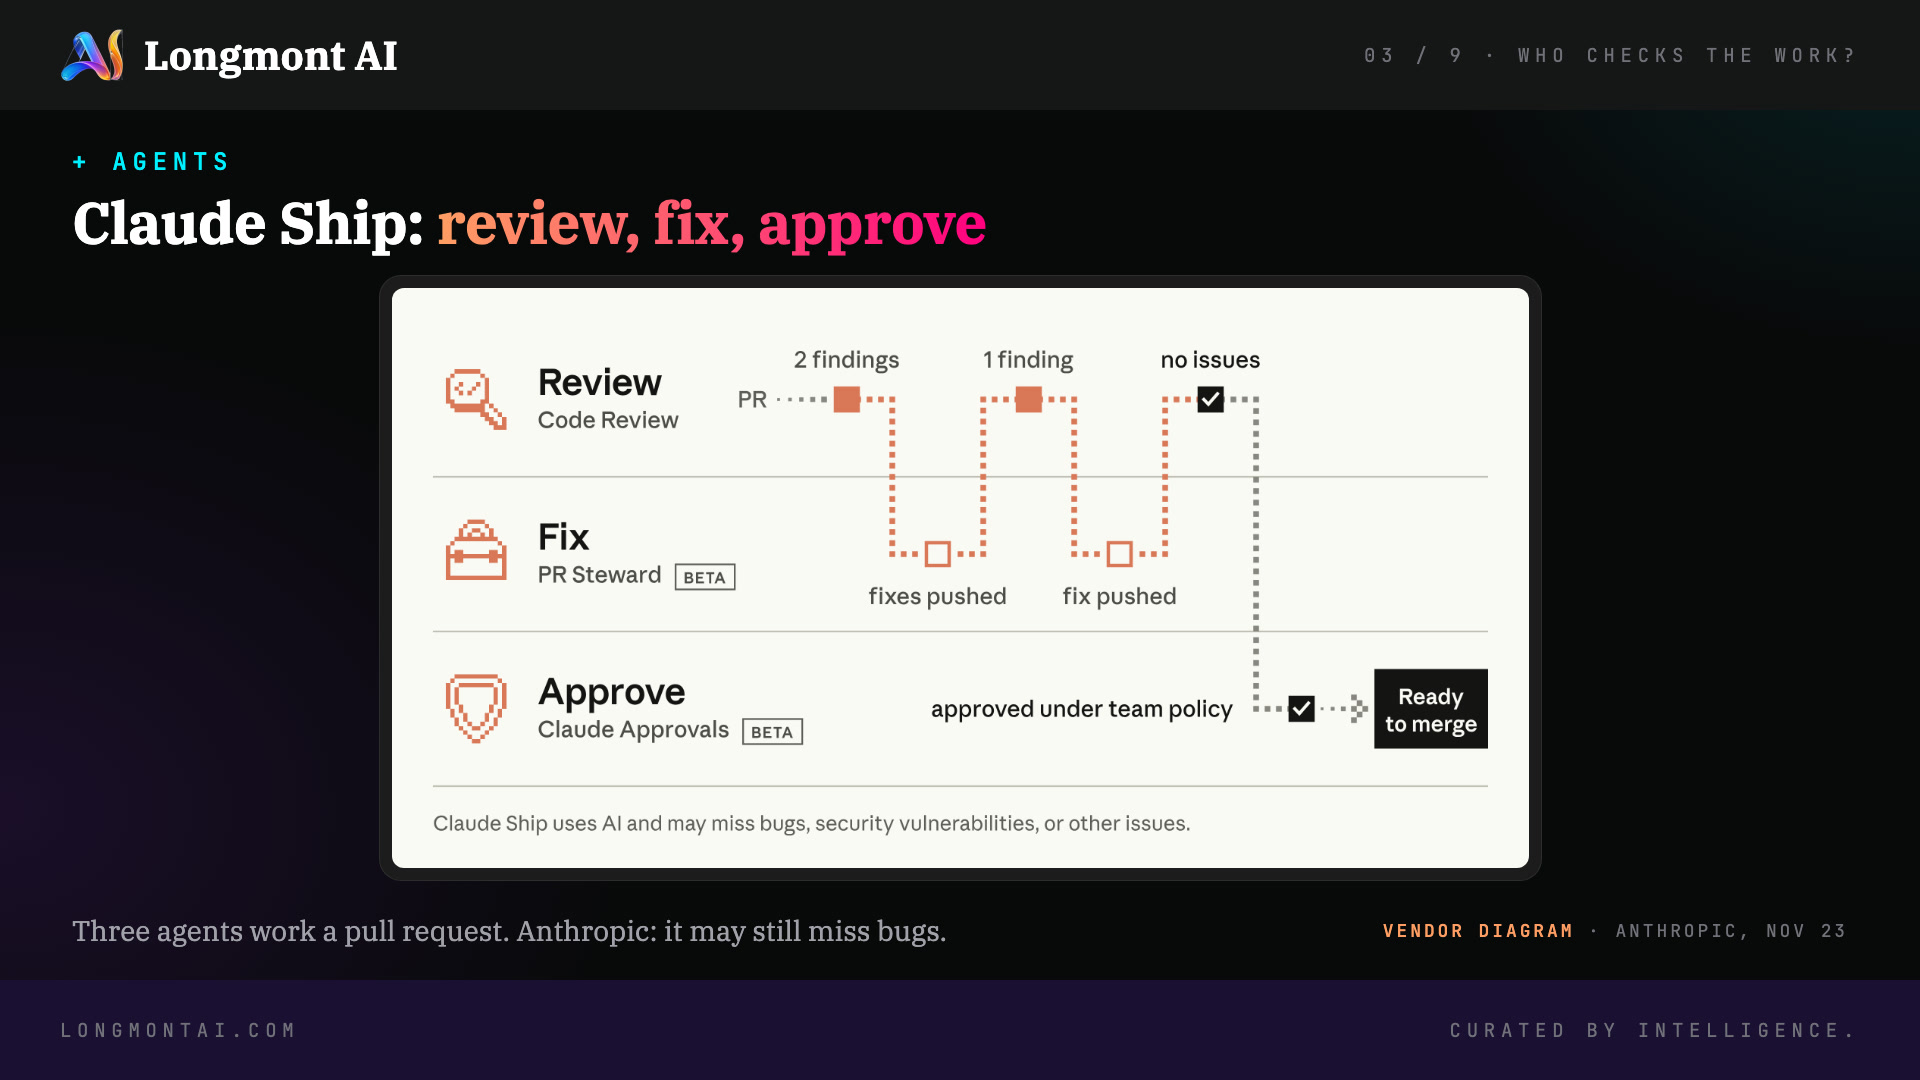 Longmont AI
03 / 9 · WHO CHECKS THE WORK?
+ AGENTS
Claude Ship: review, fix, approve
Review
Code Review
PR
2 findings
1 finding
no issues
Fix
PR Steward BETA
fixes pushed
fix pushed
Approve
Claude Approvals BETA
approved under team policy
Ready
to merge
Claude Ship uses AI and may miss bugs, security vulnerabilities, or other issues.
Three agents work a pull request. Anthropic: it may still miss bugs.
VENDOR DIAGRAM · ANTHROPIC, NOV 23
LONGMONTAI.COM
CURATED BY INTELLIGENCE.